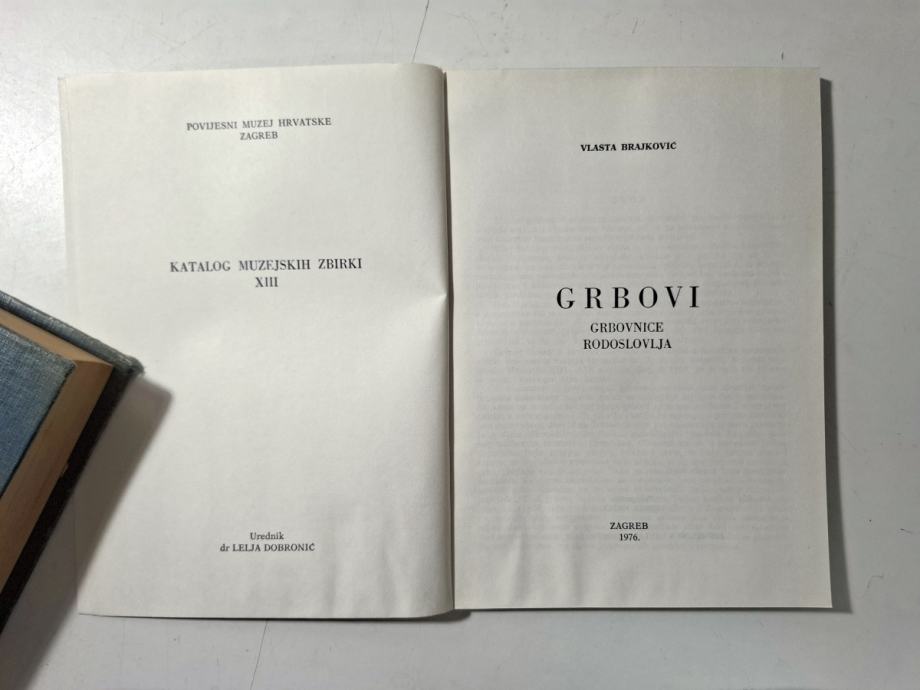 POVIJESNI MUZEJ HRVATSKE
ZAGREB
KATALOG MUZEJSKIH ZBIRKI
XIII
Urednik
dr LELJA DOBRONIĆ
VLASTA BRAJKOVIĆ
GRBOVI
GRBOVNICE
RODOSLOVLJA
ZAGREB
1976.